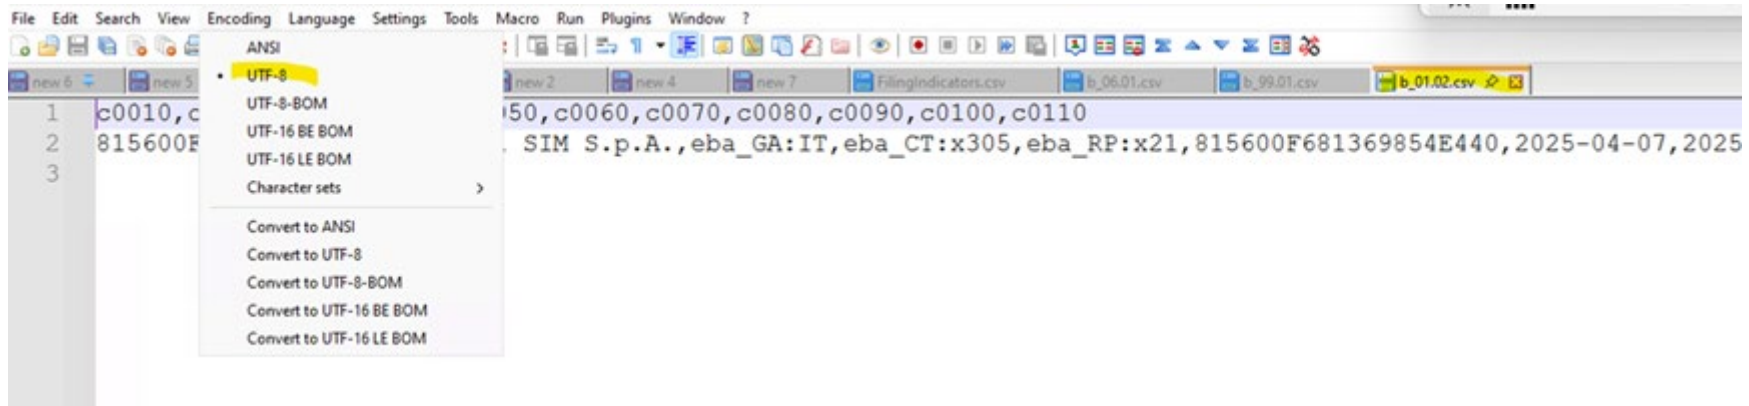 File Edit Search View Encoding Language Settings Tools Macro Run Plugins Window ?
new 6 new 5 new 2 new 4 new 7 FilingIndicators.csv b_06.01.csv b_99.01.csv b_01.02.csv
ANSI
UTF-8
UTF-8-BOM
UTF-16 BE BOM
UTF-16 LE BOM
Character sets
Convert to ANSI
Convert to UTF-8
Convert to UTF-8-BOM
Convert to UTF-16 BE BOM
Convert to UTF-16 LE BOM
1 c0010,c 50,c0060,c0070,c0080,c0090,c0100,c0110
2 815600F SIM S.p.A.,eba_GA:IT,eba_CT:x305,eba_RP:x21,815600F681369854E440,2025-04-07,2025
3